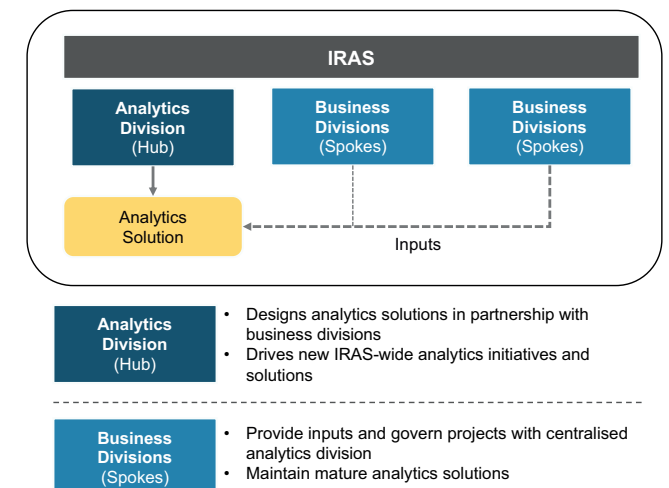 IRAS
Analytics
Division
(Hub)
Business
Divisions
(Spokes)
Business
Divisions
(Spokes)
Analytics
Solution
Inputs
Analytics
Division
(Hub)
• Designs analytics solutions in partnership with
business divisions
• Drives new IRAS-wide analytics initiatives and
solutions
Business
Divisions
(Spokes)
• Provide inputs and govern projects with centralised
analytics division
• Maintain mature analytics solutions